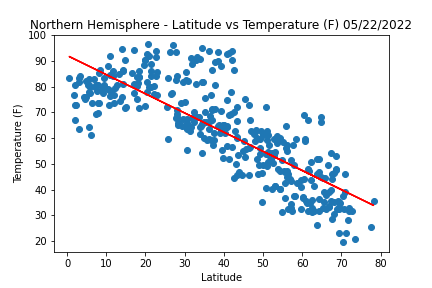 Northern Hemisphere - Latitude vs Temperature (F) 05/22/2022
100
90
80
70
60
50
40
30
20
Temperature (F)
0 10 20 30 40 50 60 70 80
Latitude